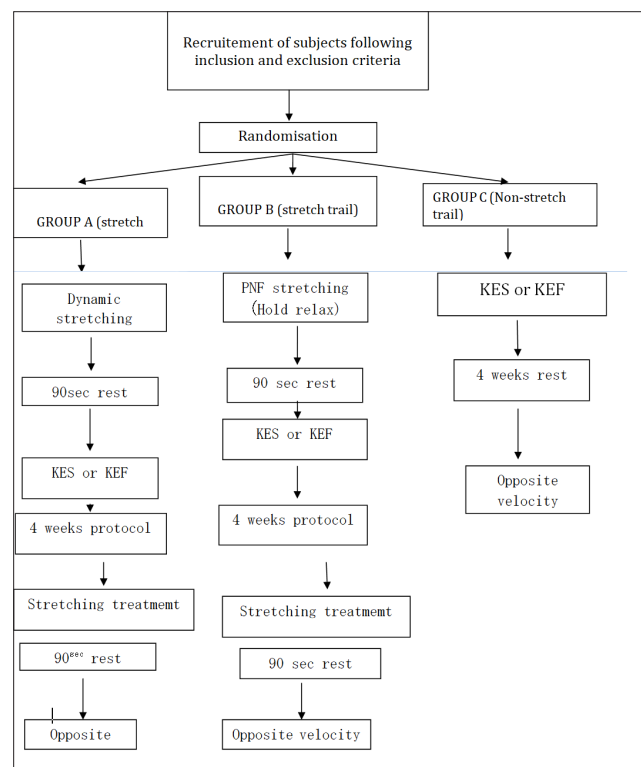 Recruitement of subjects following
inclusion and exclusion criteria
Randomisation
GROUP A (stretch
GROUP B (stretch trail)
GROUP C (Non-stretch
trail)
Dynamic
stretching
PNF stretching
(Hold relax)
KES or KEF
90sec rest
90 sec rest
4 weeks rest
KES or KEF
KES or KEF
Opposite
velocity
4 weeks protocol
4 weeks protocol
Stretching treatmemt
Stretching treatmemt
90sec rest
90 sec rest
Opposite
Opposite velocity